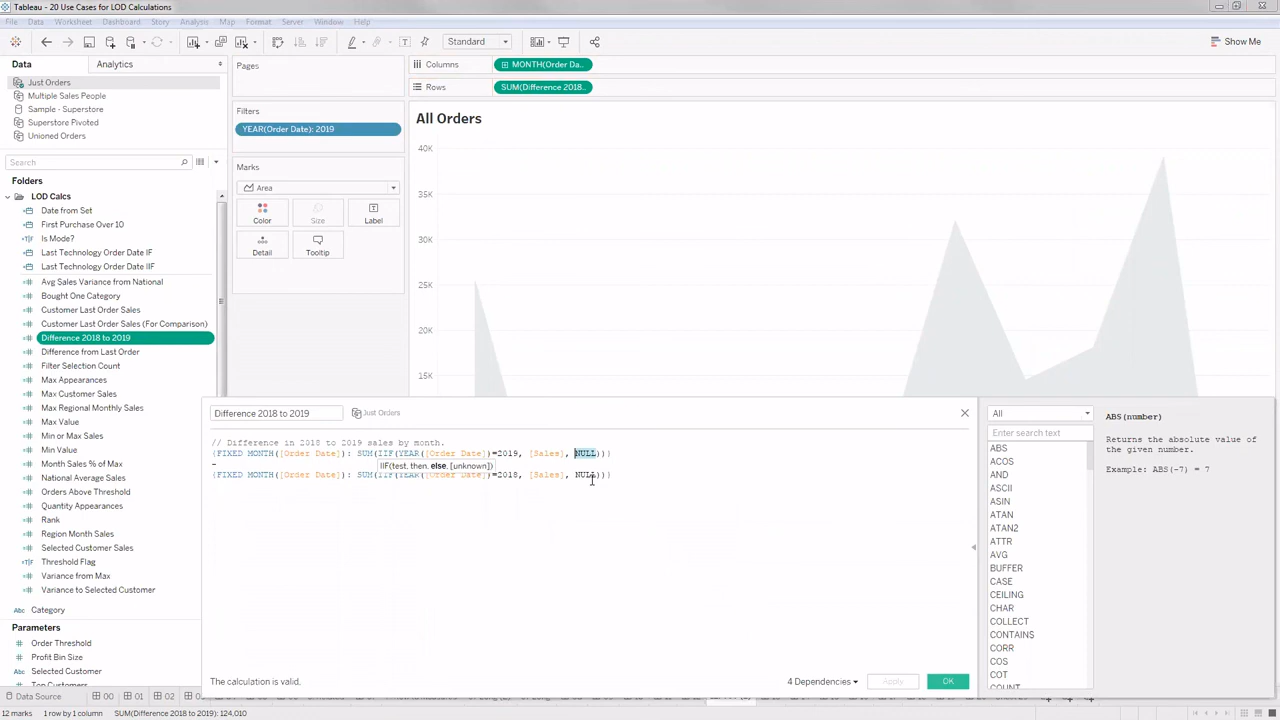 Tableau - 20 Use Cases for LOD Calculations
File Data Worksheet Dashboard Story Analysis Map Format Server Window Help
Standard
Show Me
Data Analytics
Just Orders
Multiple Sales People
Sample - Superstore
Superstore Pivoted
Unioned Orders
Search
Folders
LOD Calcs
Date from Set
First Purchase Over 10
Is Mode?
Last Technology Order Date IF
Last Technology Order Date IIF
Avg Sales Variance from National
Bought One Category
Customer Last Order Sales
Customer Last Order Sales (For Comparison)
Difference 2018 to 2019
Difference from Last Order
Filter Selection Count
Max Appearances
Max Customer Sales
Max Regional Monthly Sales
Max Value
Min or Max Sales
Min Order Date
Month Sales % of Max
National Average Sales
Orders Above Threshold
Quantity Appearances
Rank
Region Month Sales
Selected Customer Sales
Threshold Flag
Variance from Max
Variance to Selected Customer
Abc Category
Parameters
Order Threshold
Profit Bin Size
Abc Selected Customer
Pages
Filters
YEAR(Order Date): 2019
Marks
Area
Color Size Label
Detail Tooltip
Columns MONTH(Order Da..
Rows SUM(Difference 2018..
All Orders
40K
35K
30K
25K
20K
15K
Difference 2018 to 2019 Just Orders
// Difference in 2018 to 2019 sales by month.
{FIXED MONTH([Order Date]): SUM(IIF(YEAR([Order Date])=2019, [Sales], NULL))}
IIF(test, then, else, [unknown])
-
{FIXED MONTH([Order Date]): SUM(IIF(YEAR([Order Date])=2018, [Sales], NULL))}
The calculation is valid.
4 Dependencies Apply OK
All
Enter search text
ABS
ACOS
AND
ASCII
ASIN
ATAN
ATAN2
ATTR
AVG
BUFFER
CASE
CEILING
CHAR
COLLECT
CONTAINS
CORR
COS
COT
COUNT
ABS(number)
Returns the absolute value of the given number.
Data Source 00 01 02
12 marks 1 row by 1 column SUM(Difference 2018 to 2019): 124,010